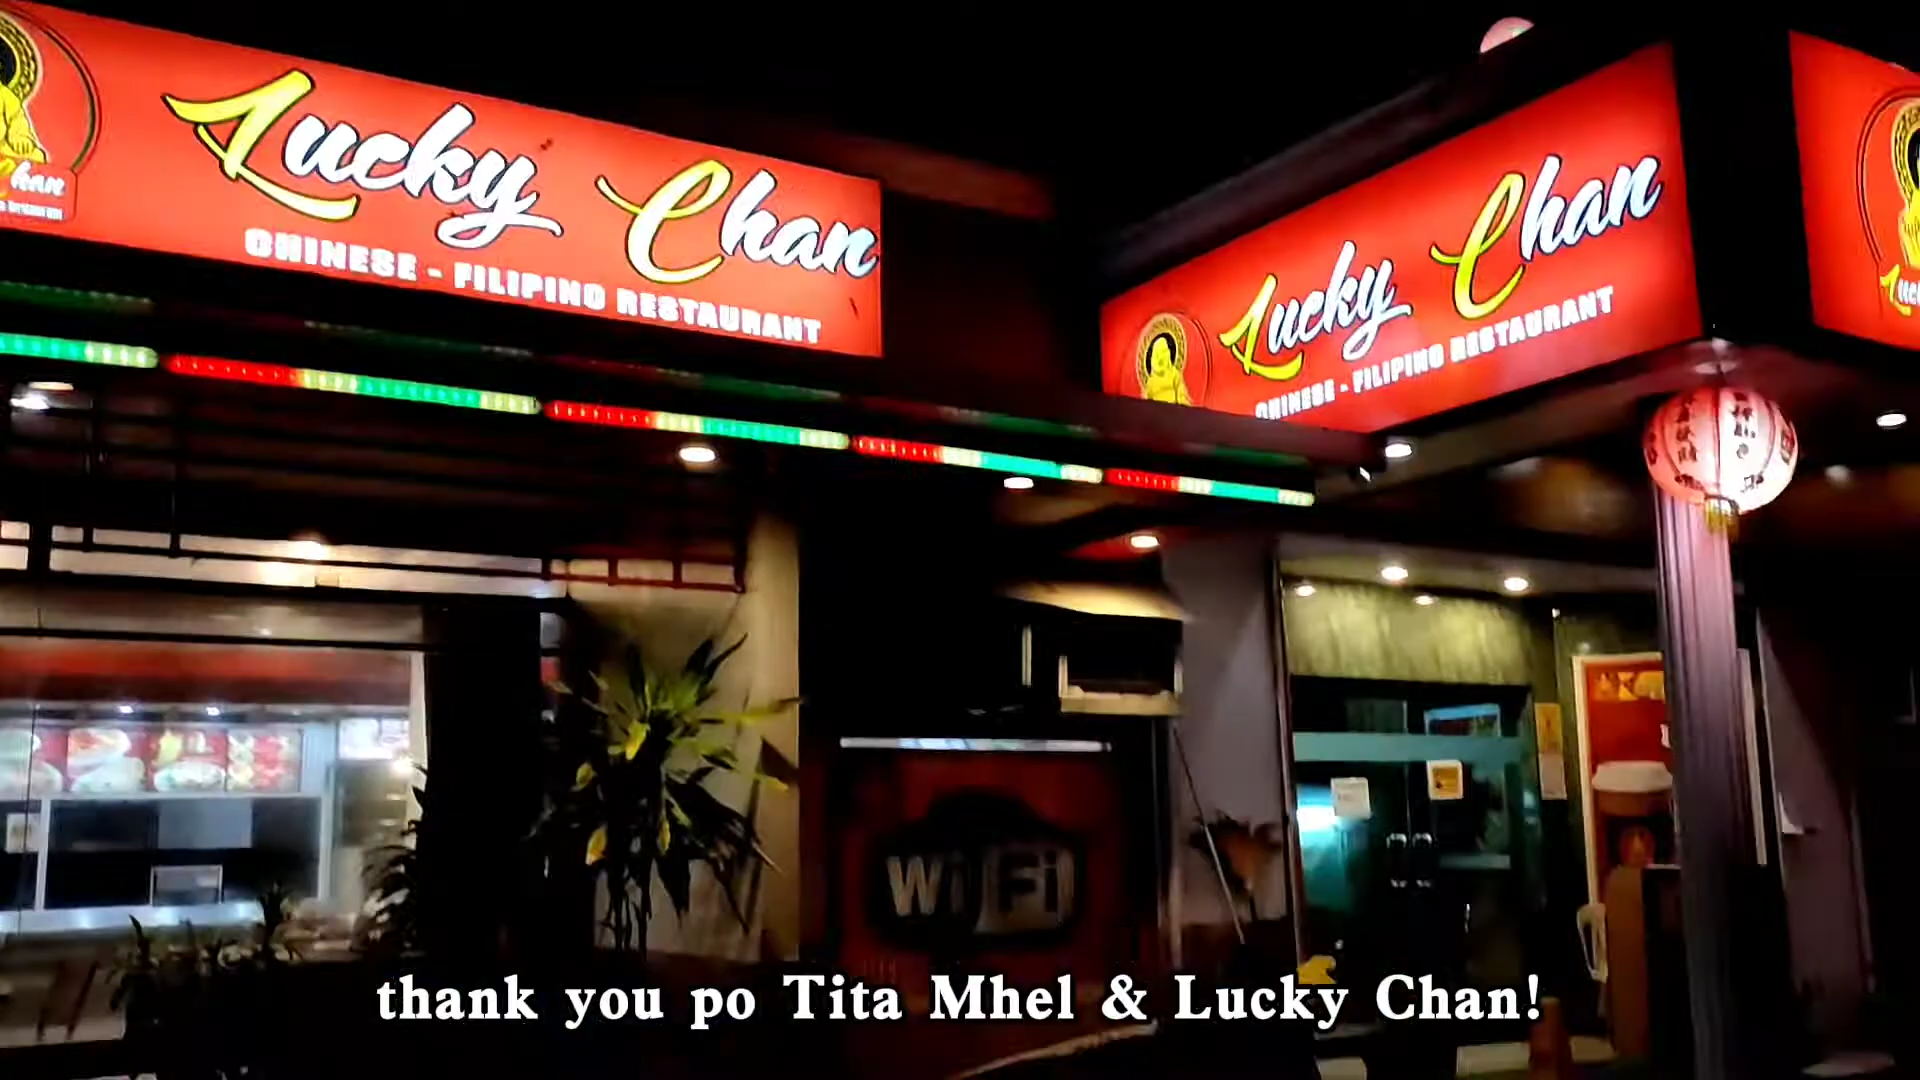 Lucky Chan
CHINESE - FILIPINO RESTAURANT
Lucky Chan
CHINESE - FILIPINO RESTAURANT
WiFi
thank you po Tita Mhel & Lucky Chan!